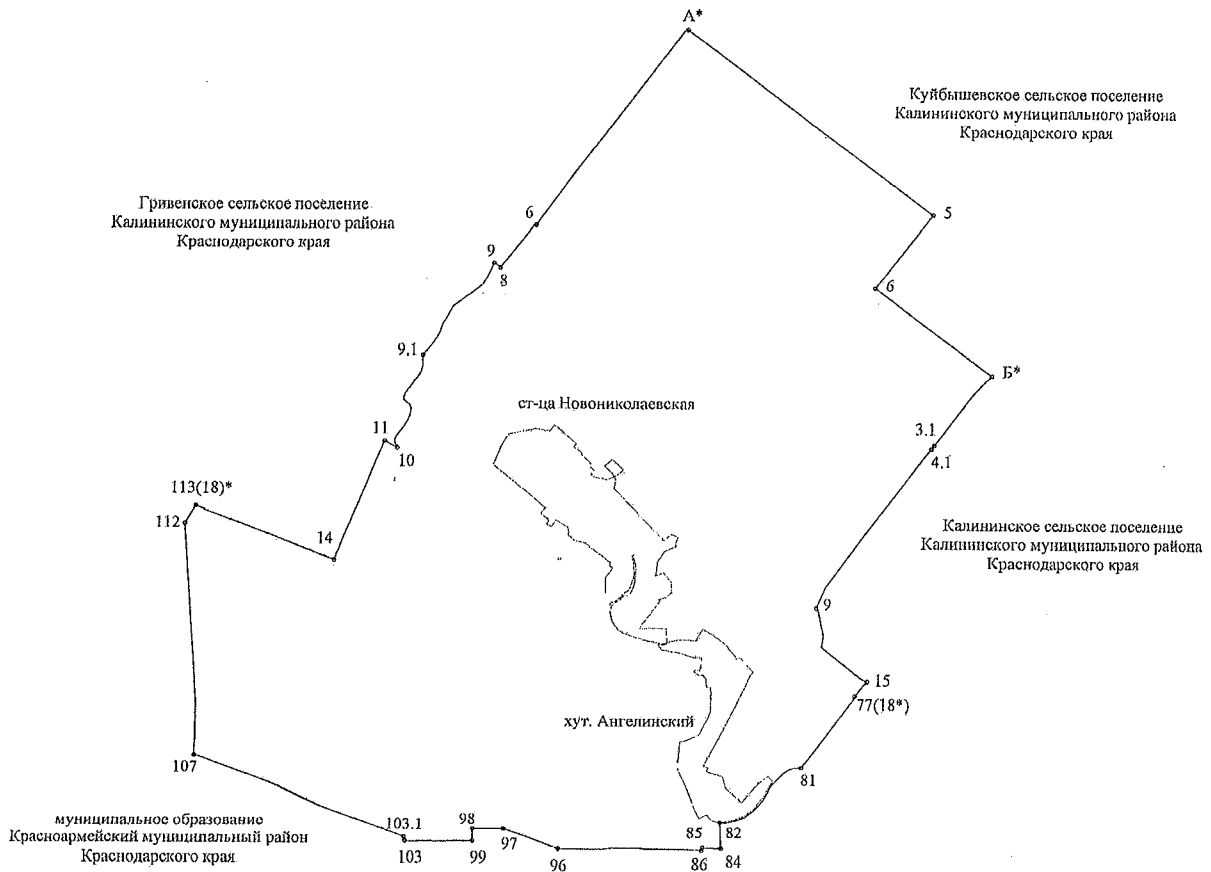 А*
Куйбышевское сельское поселение
Калининского муниципального района
Краснодарского края
5
6
Гривенское сельское поселение
Калининского муниципального района
Краснодарского края
6
9
8
9.1
Б*
3.1
4.1
ст-ца Новониколаевская
11
10
113(18)*
112
14
Калининское сельское поселение
Калининского муниципального района
Краснодарского края
9
15
77(18*)
хут. Ангелинский
81
107
муниципальное образование
Красноармейский муниципальный район
Краснодарского края
103.1
103
98
99
97
96
85
86
82
84